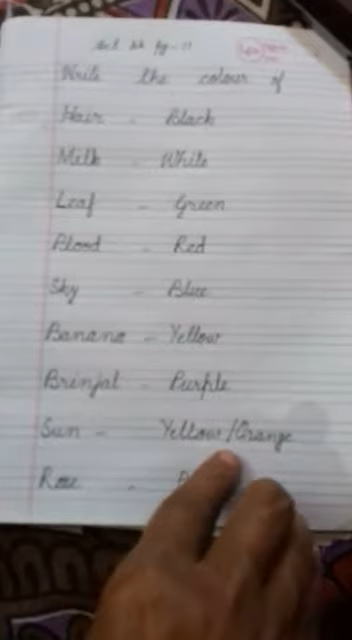 Write the colour of
Hair - Black
Milk - White
Leaf - Green
Blood - Red
Sky - Blue
Banana - Yellow
Brinjal - Purple
Sun - Yellow/Orange
Rose -